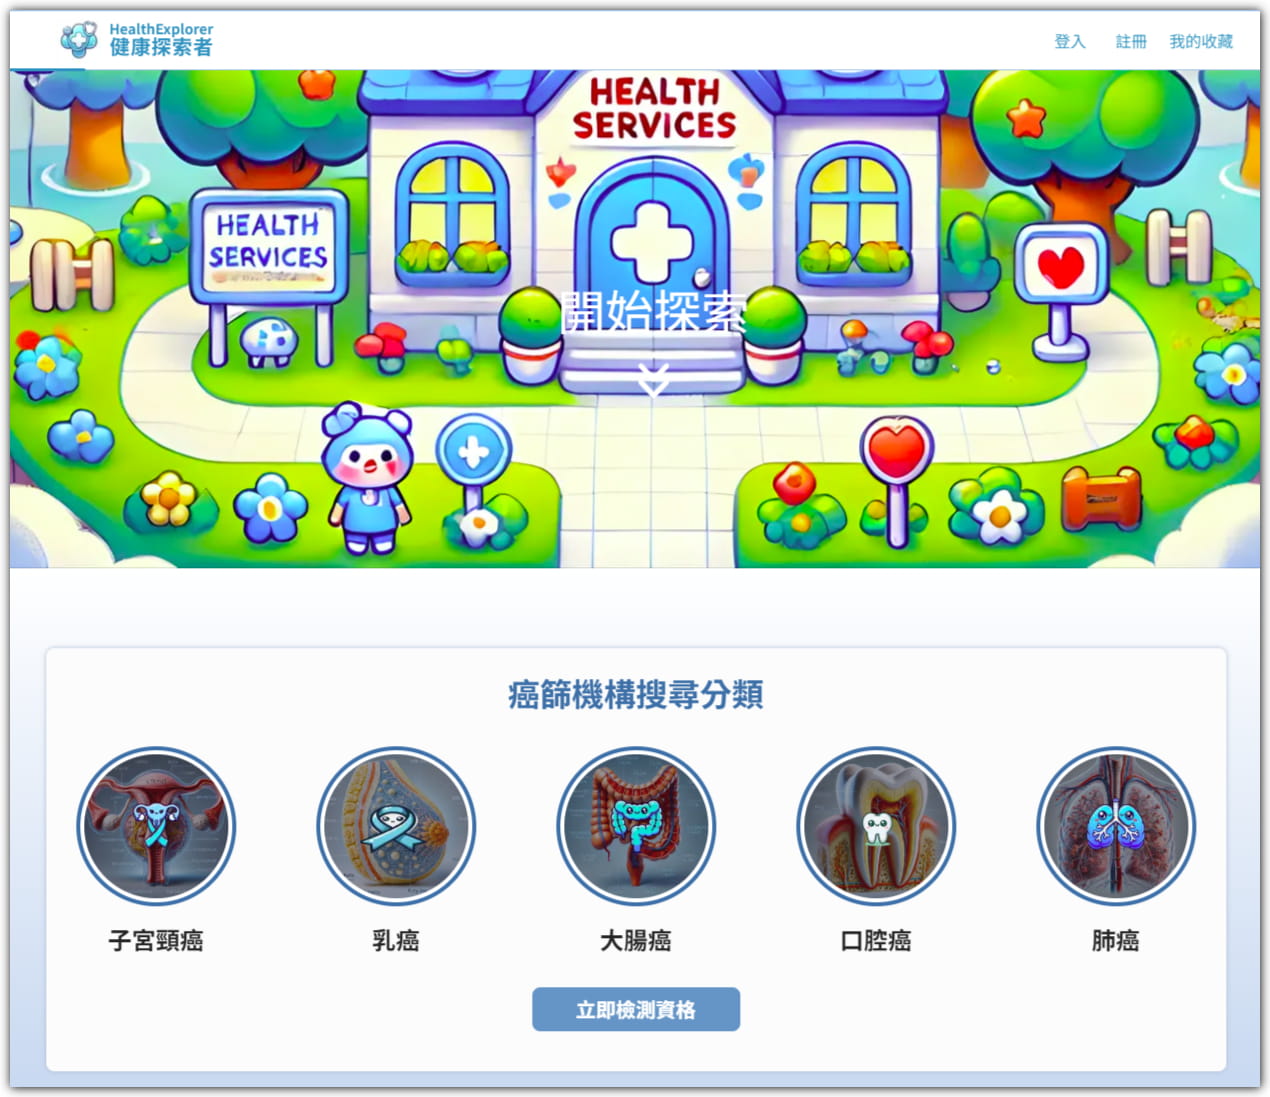 HealthExplorer
健康探索者
登入
註冊
我的收藏
HEALTH
SERVICES
HEALTH
SERVICES
開始探索
癌篩機構搜尋分類
子宮頸癌
乳癌
大腸癌
口腔癌
肺癌
立即檢測資格